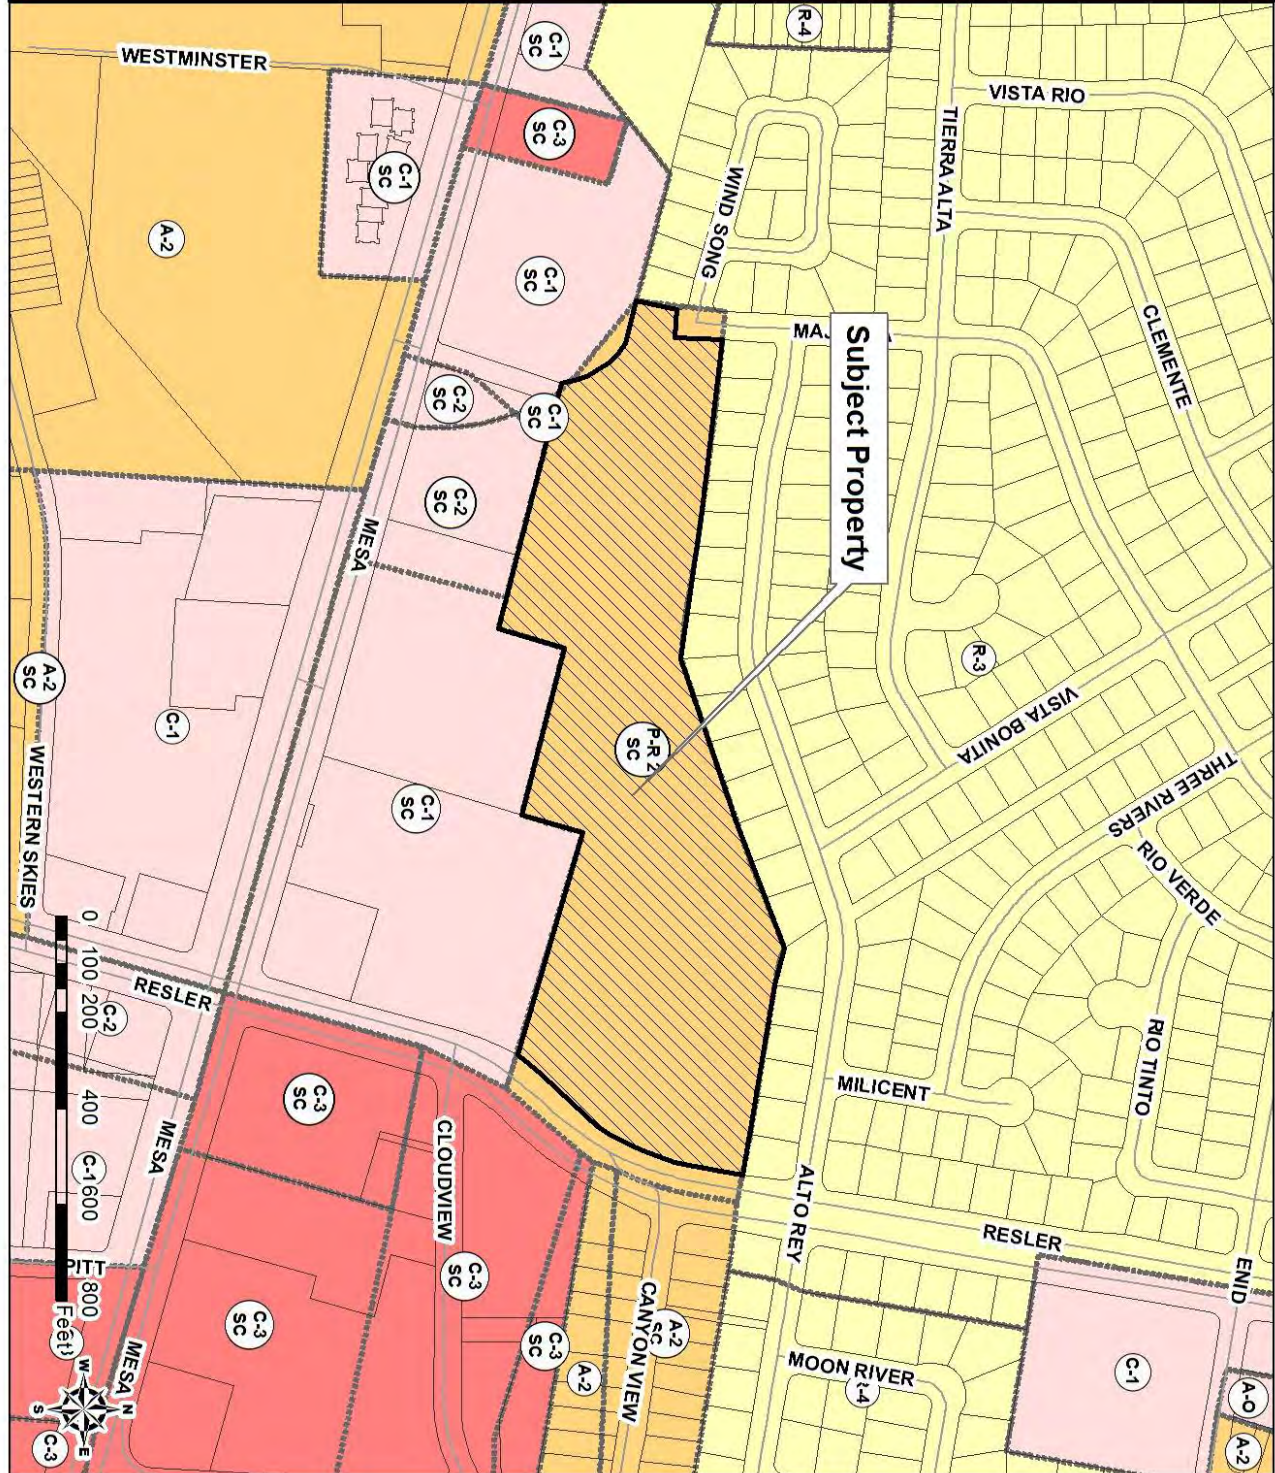 R-4
C-1
SC
WESTMINSTER
VISTA RIO
TIERRA ALTA
C-3
SC
C-1
SC
WIND SONG
A-2
C-1
SC
CLEMENTE
Subject Property
C-2
SC
C-1
SC
C-2
SC
MESA
R-3
A-2
SC
C-1
VISTA BONITA
P-R 2
SC
THREE RIVERS
C-1
SC
WESTERN SKIES
RIO VERDE
RESLER
C-2
RIO TINTO
MILICENT
C-3
SC
MESA
CLOUDVIEW
C-1
ALTO REY
RESLER
ENID
PITT
C-3
SC
C-3
SC
C-3
SC
A-2
A-2
SC
CANYON VIEW
MOON RIVER
C-1
A-O
A-2
MESA
C-3
0 100 200 400 600 800
Feet
W
N
S
E